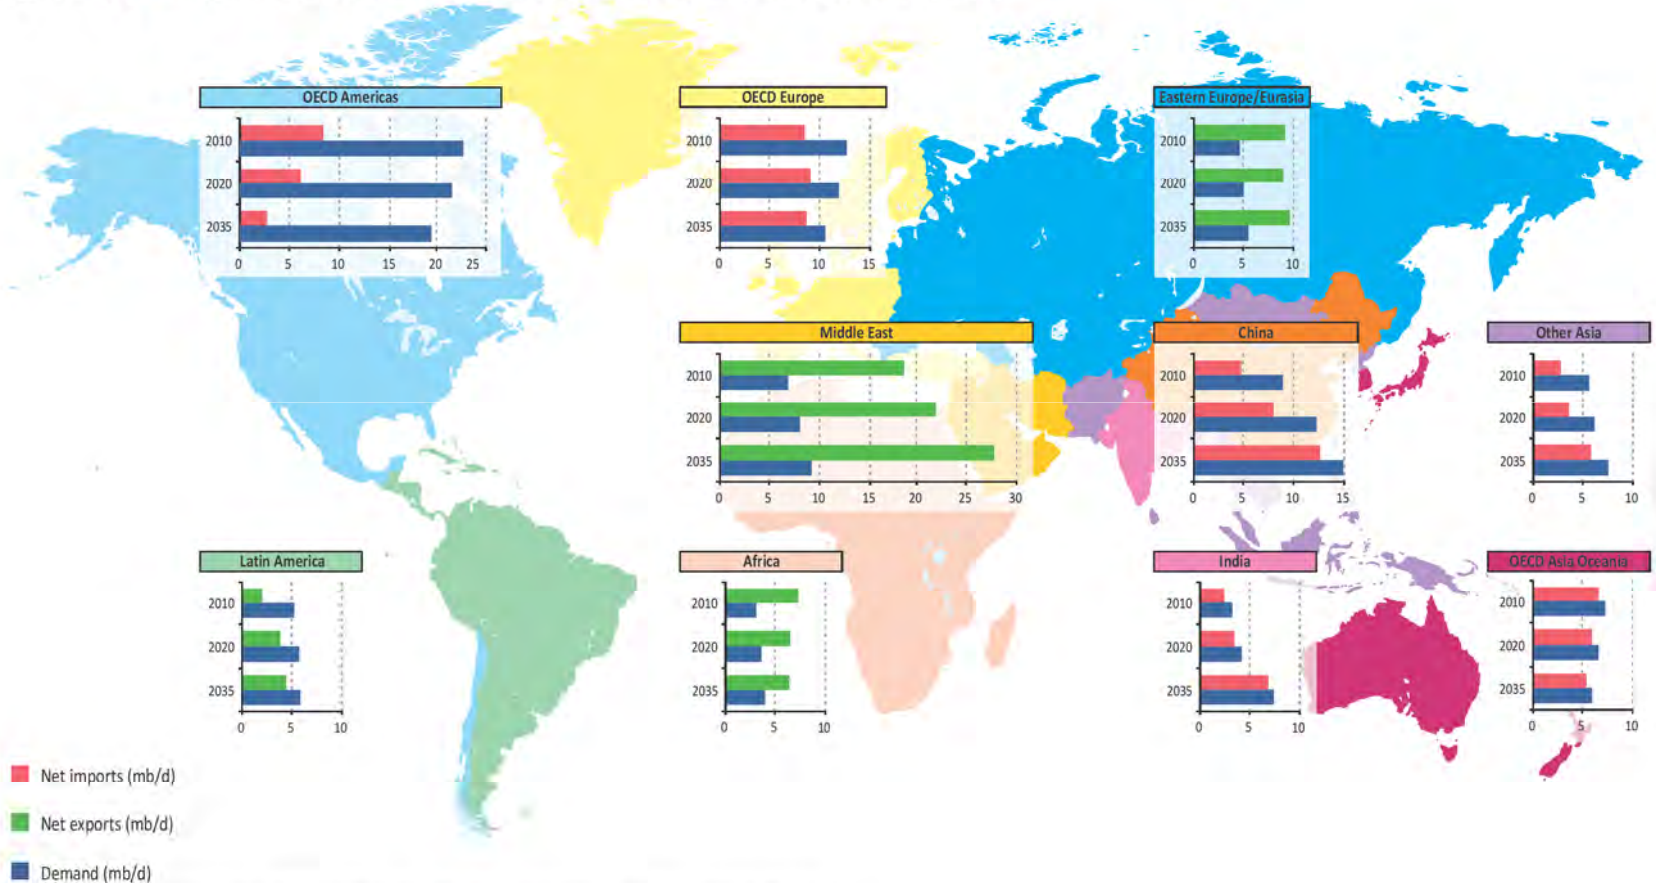 OECD Americas
2010
2020
2035
0 5 10 15 20 25
OECD Europe
2010
2020
2035
0 5 10 15
Eastern Europe/Eurasia
2010
2020
2035
0 5 10
Middle East
2010
2020
2035
0 5 10 15 20 25 30
China
2010
2020
2035
0 5 10 15
Other Asia
2010
2020
2035
0 5 10
Latin America
2010
2020
2035
0 5 10
Africa
2010
2020
2035
0 5 10
India
2010
2020
2035
0 5 10
OECD Asia Oceania
2010
2020
2035
0 5 10
Net imports (mb/d)
Net exports (mb/d)
Demand (mb/d)